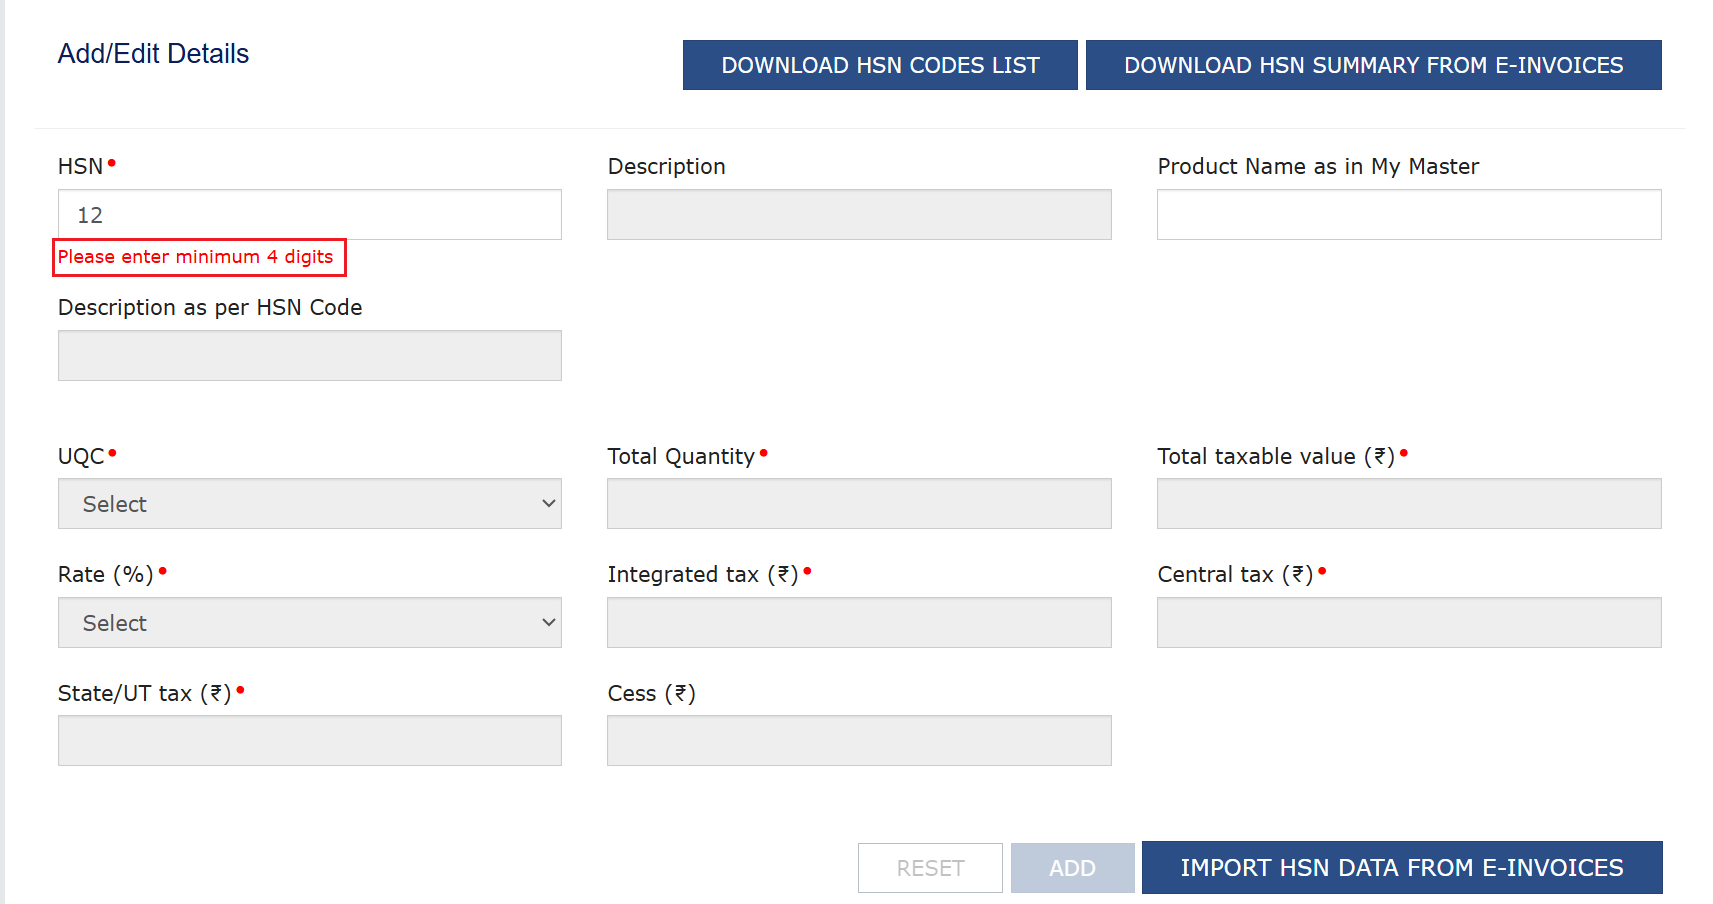 Add/Edit Details
DOWNLOAD HSN CODES LIST
DOWNLOAD HSN SUMMARY FROM E-INVOICES
HSN•
Description
Product Name as in My Master
12
Please enter minimum 4 digits
Description as per HSN Code
UQC•
Total Quantity•
Total taxable value (₹)•
Select
Rate (%)•
Integrated tax (₹)•
Central tax (₹)•
Select
State/UT tax (₹)•
Cess (₹)
RESET
ADD
IMPORT HSN DATA FROM E-INVOICES